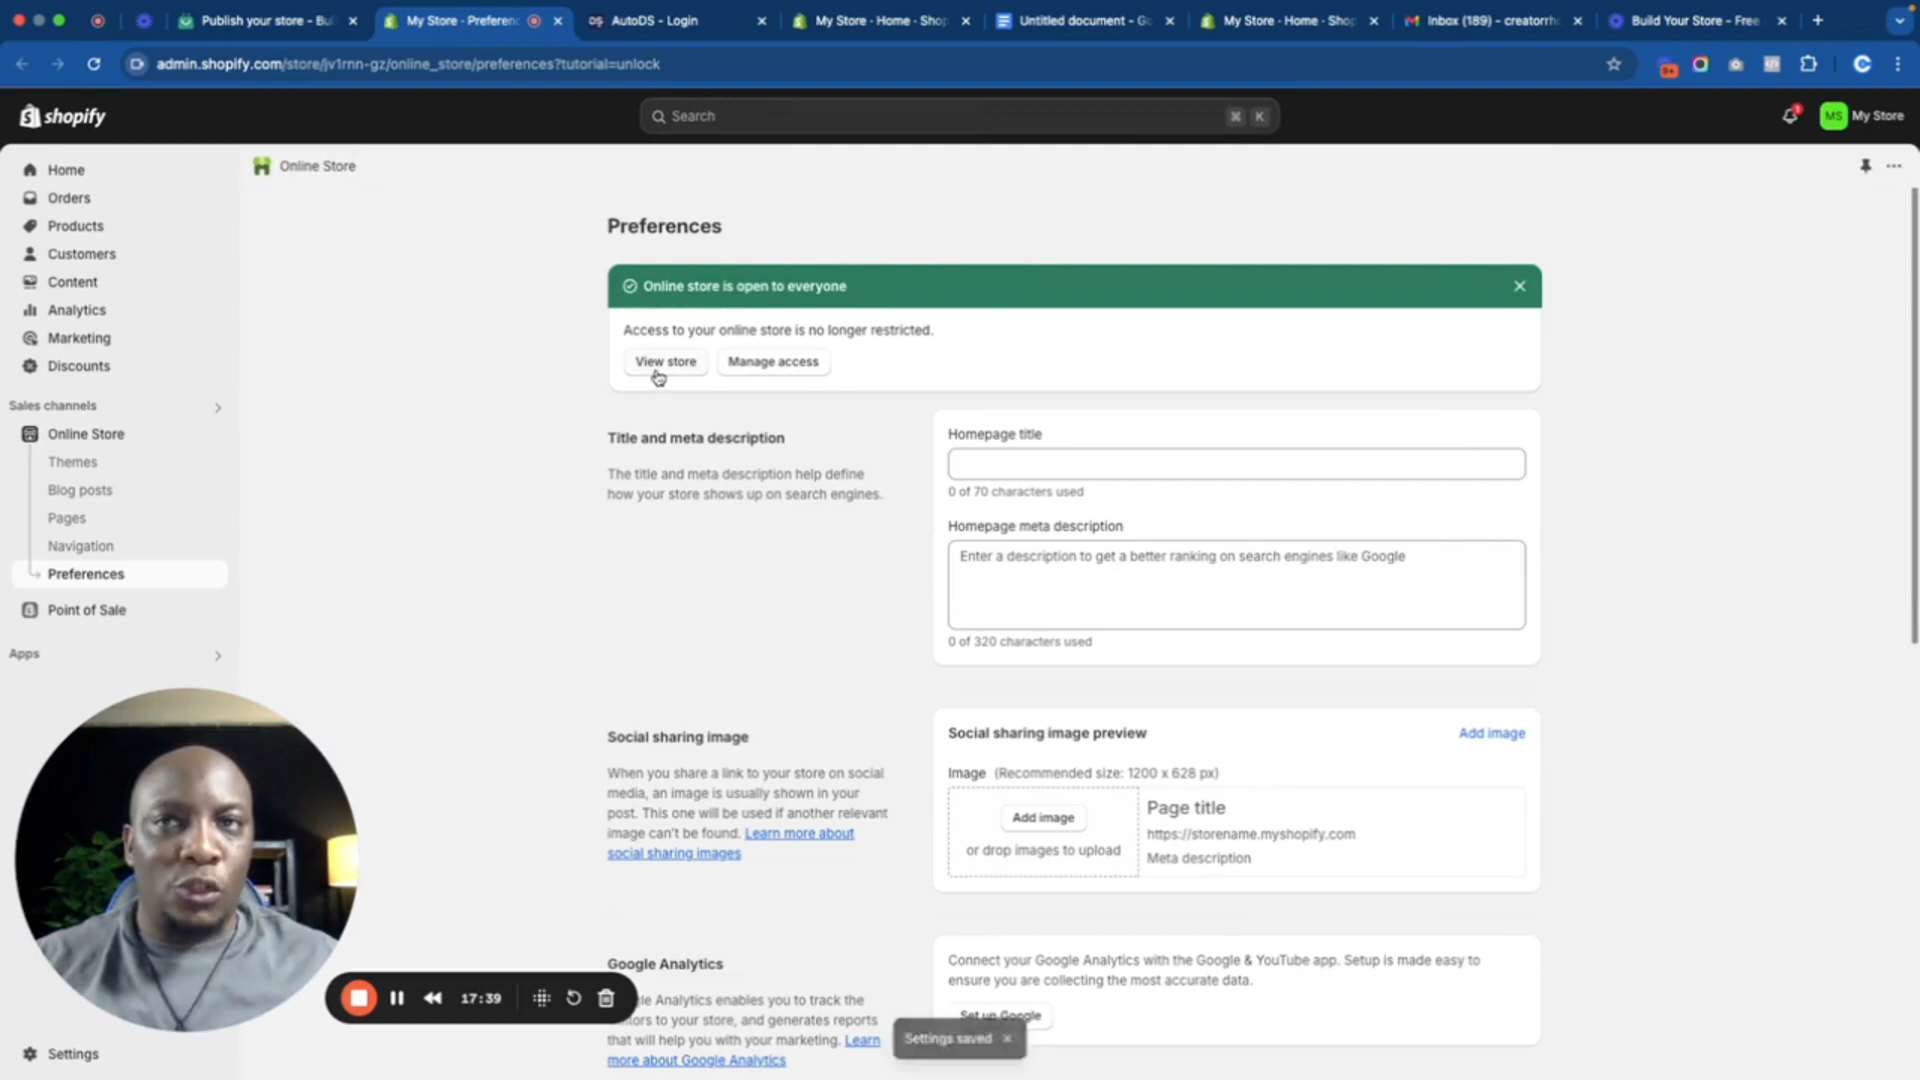 Publish your store - Bui
My Store - Preferenc
AutoDS - Login
My Store - Home - Shop
Untitled document - Go
My Store - Home - Shop
Inbox (189) - creatorrh
Build Your Store - Free
admin.shopify.com/store/jv1rnn-gz/online_store/preferences?tutorial=unlock
shopify
Search
⌘ K
MS My Store
Home
Orders
Products
Customers
Content
Analytics
Marketing
Discounts
Sales channels
Online Store
Themes
Blog posts
Pages
Navigation
Preferences
Point of Sale
Apps
Settings
Online Store
Preferences
Online store is open to everyone
Access to your online store is no longer restricted.
View store Manage access
Title and meta description
The title and meta description help define
how your store shows up on search engines.
Homepage title
0 of 70 characters used
Homepage meta description
Enter a description to get a better ranking on search engines like Google
0 of 320 characters used
Social sharing image
When you share a link to your store on social
media, an image is usually shown in your
post. This one will be used if another relevant
image can't be found. Learn more about
social sharing images
Social sharing image preview
Add image
Image (Recommended size: 1200 x 628 px)
Add image
or drop images to upload
Page title
https://storename.myshopify.com
Meta description
Google Analytics
le Analytics enables you to track the
itors to your store, and generates reports
that will help you with your marketing. Learn
more about Google Analytics
Connect your Google Analytics with the Google & YouTube app. Setup is made easy to
ensure you are collecting the most accurate data.
Set up Google
Settings saved
17:39